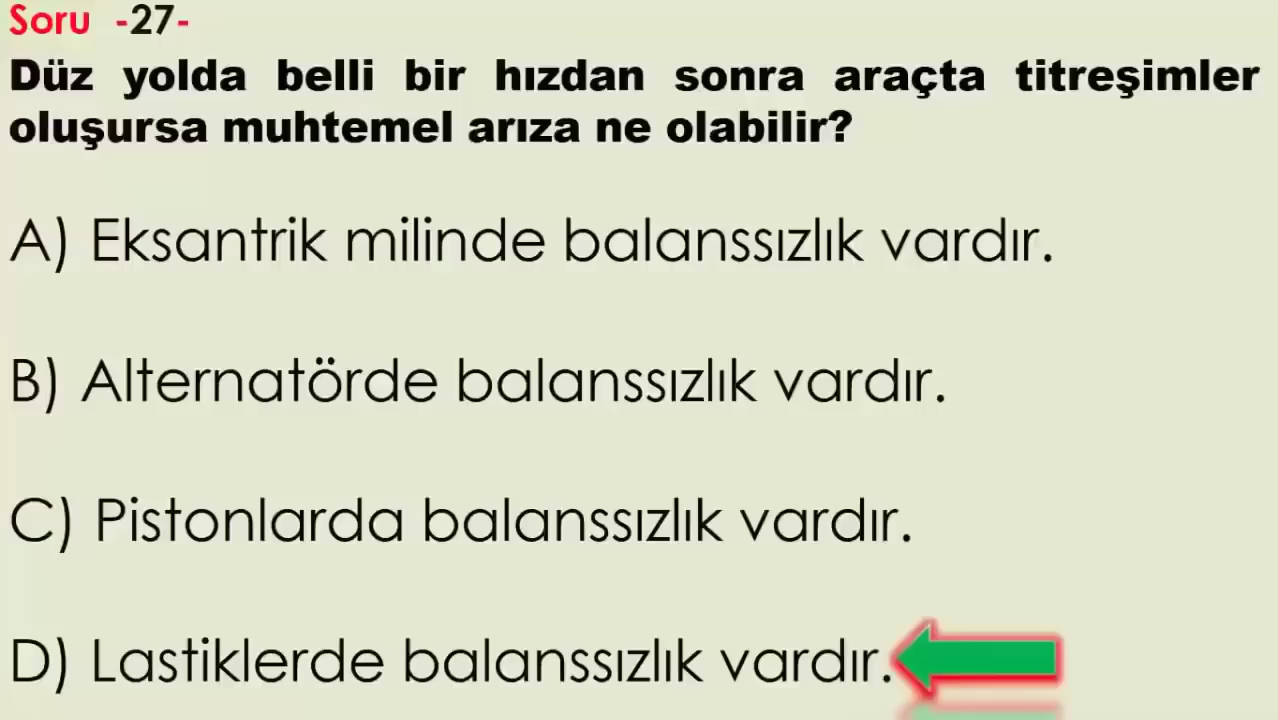 Soru -27-
Düz yolda belli bir hızdan sonra araçta titreşimler
oluşursa muhtemel arıza ne olabilir?
A) Eksantrik milinde balanssızlık vardır.
B) Alternatörde balanssızlık vardır.
C) Pistonlarda balanssızlık vardır.
D) Lastiklerde balanssızlık vardır.